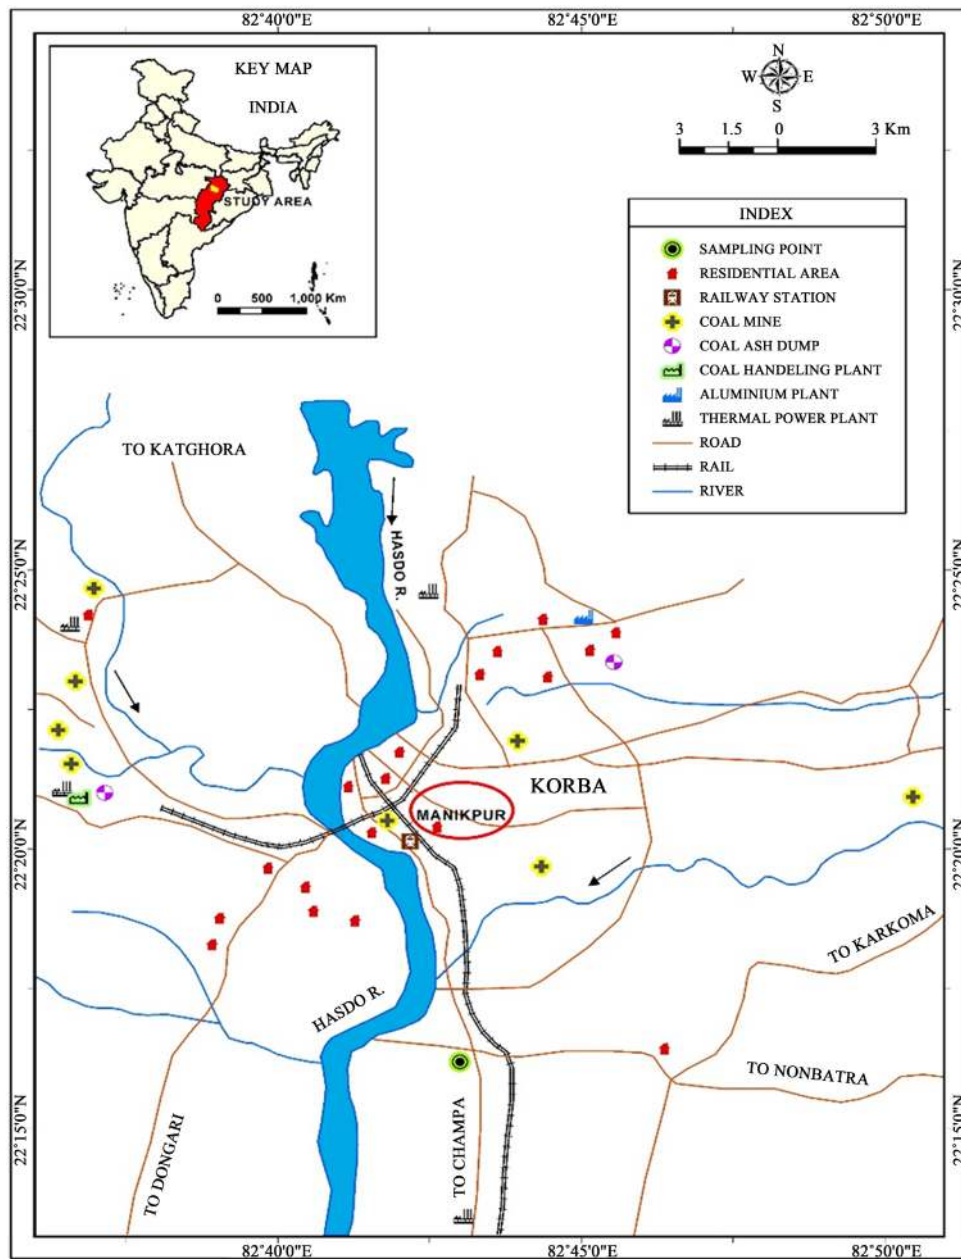 82°40'0"E
82°45'0"E
82°50'0"E
KEY MAP
INDIA
STUDY AREA
0 500 1,000 Km
N
W E
S
3 1.5 0 3 Km
INDEX
SAMPLING POINT
RESIDENTIAL AREA
RAILWAY STATION
COAL MINE
COAL ASH DUMP
COAL HANDELING PLANT
ALUMINIUM PLANT
THERMAL POWER PLANT
ROAD
RAIL
RIVER
22°30'0"N
22°30'0"N
TO KATGHORA
HASDO R.
22°25'0"N
22°25'0"N
KORBA
MANIKPUR
22°20'0"N
22°20'0"N
TO KARKOMA
HASDO R.
TO NONBATRA
22°15'0"N
22°15'0"N
TO DONGARI
TO CHAMPA
82°40'0"E
82°45'0"E
82°50'0"E